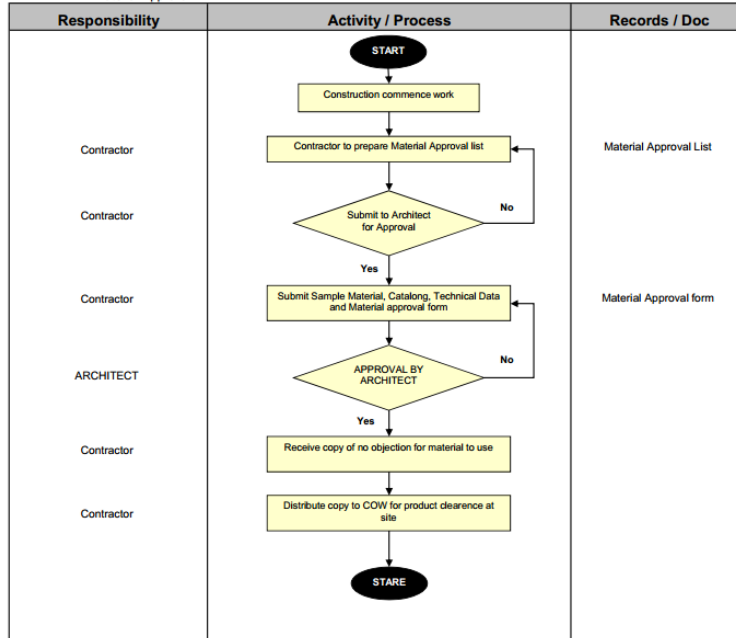 Responsibility
Activity / Process
Records / Doc
START
Construction commence work
Contractor
Contractor to prepare Material Approval list
Material Approval List
Contractor
Submit to Architect
for Approval
No
Yes
Contractor
Submit Sample Material, Catalong, Technical Data
and Material approval form
Material Approval form
ARCHITECT
APPROVAL BY
ARCHITECT
No
Yes
Contractor
Receive copy of no objection for material to use
Contractor
Distribute copy to COW for product clearence at
site
STARE